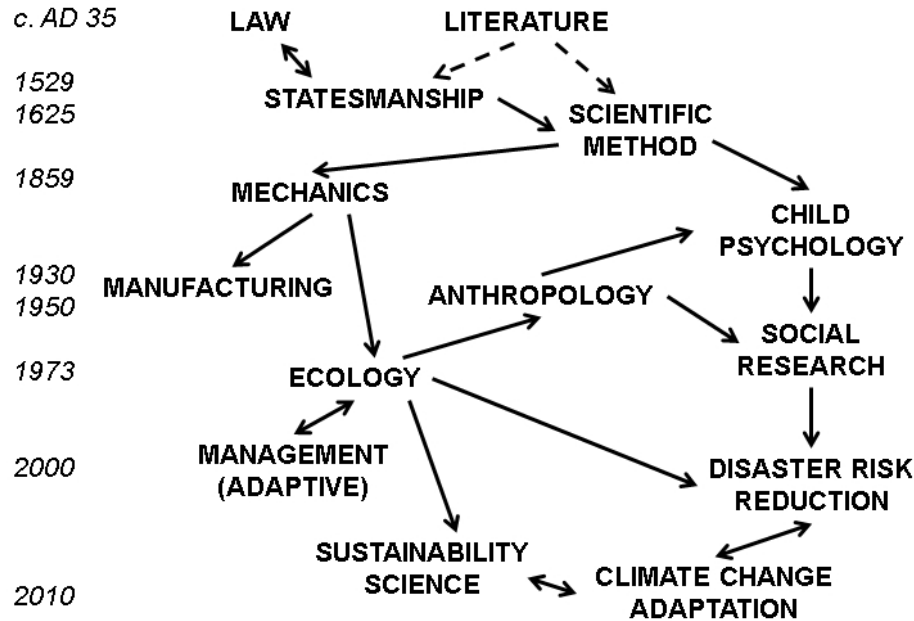 c. AD 35 LAW LITERATURE
1529
STATESMANSHIP
1625
SCIENTIFIC
METHOD
1859
MECHANICS
CHILD
PSYCHOLOGY
1930
MANUFACTURING
ANTHROPOLOGY
1950
SOCIAL
RESEARCH
1973
ECOLOGY
MANAGEMENT
(ADAPTIVE)
2000
DISASTER RISK
REDUCTION
SUSTAINABILITY
SCIENCE
CLIMATE CHANGE
ADAPTATION
2010